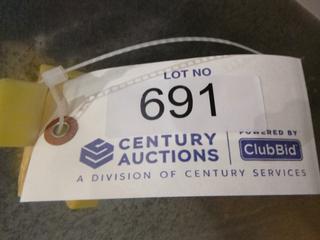 LOT NO
691
CENTURY
AUCTIONS
POWERED BY
ClubBid
A DIVISION OF CENTURY SERVICES